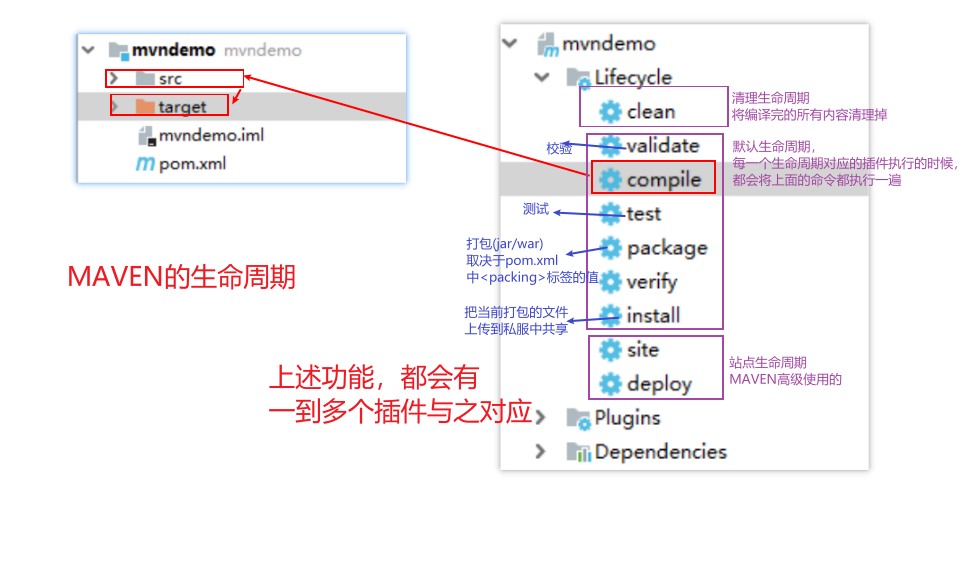 mvndemo mvndemo
src
target
mvndemo.iml
pom.xml
MAVEN的生命周期
上述功能，都会有
一到多个插件与之对应
mvndemo
Lifecycle
clean
清理生命周期
将编译完的所有内容清理掉
校验
validate
默认生命周期，
每一个生命周期对应的插件执行的时候，
都会将上面的命令都执行一遍
compile
测试
test
打包(jar/war)
取决于pom.xml
中<packing>标签的值
package
verify
把当前打包的文件
上传到私服中共享
install
site
站点生命周期
MAVEN高级使用的
deploy
Plugins
Dependencies